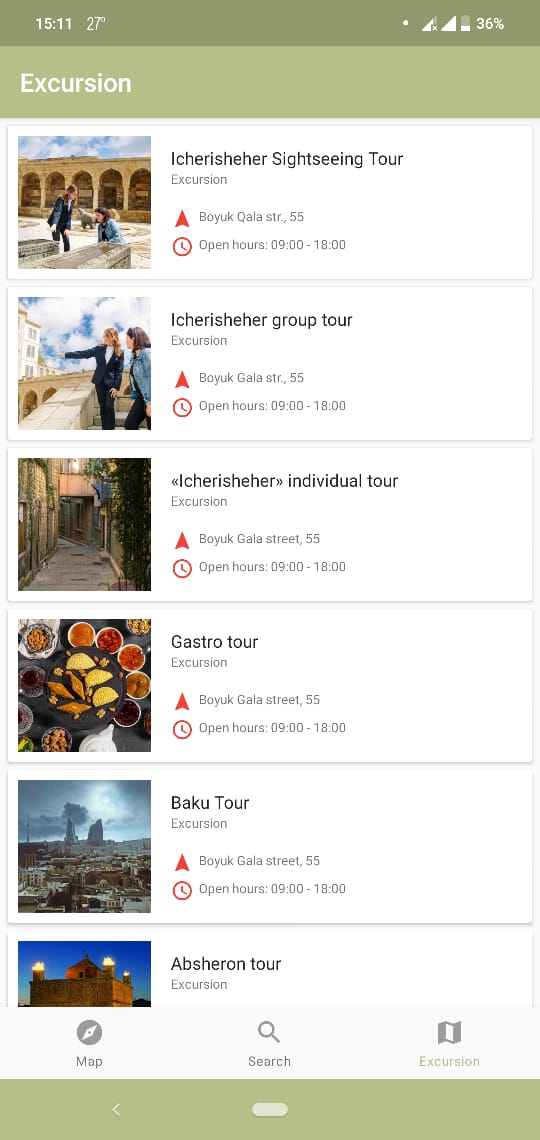 15:11 27° 36%
Excursion
Icherisheher Sightseeing Tour
Excursion
Boyuk Qala str., 55
Open hours: 09:00 - 18:00
Icherisheher group tour
Excursion
Boyuk Gala str., 55
Open hours: 09:00 - 18:00
«Icherisheher» individual tour
Excursion
Boyuk Gala street, 55
Open hours: 09:00 - 18:00
Gastro tour
Excursion
Boyuk Gala street, 55
Open hours: 09:00 - 18:00
Baku Tour
Excursion
Boyuk Gala street, 55
Open hours: 09:00 - 18:00
Absheron tour
Excursion
Map Search Excursion